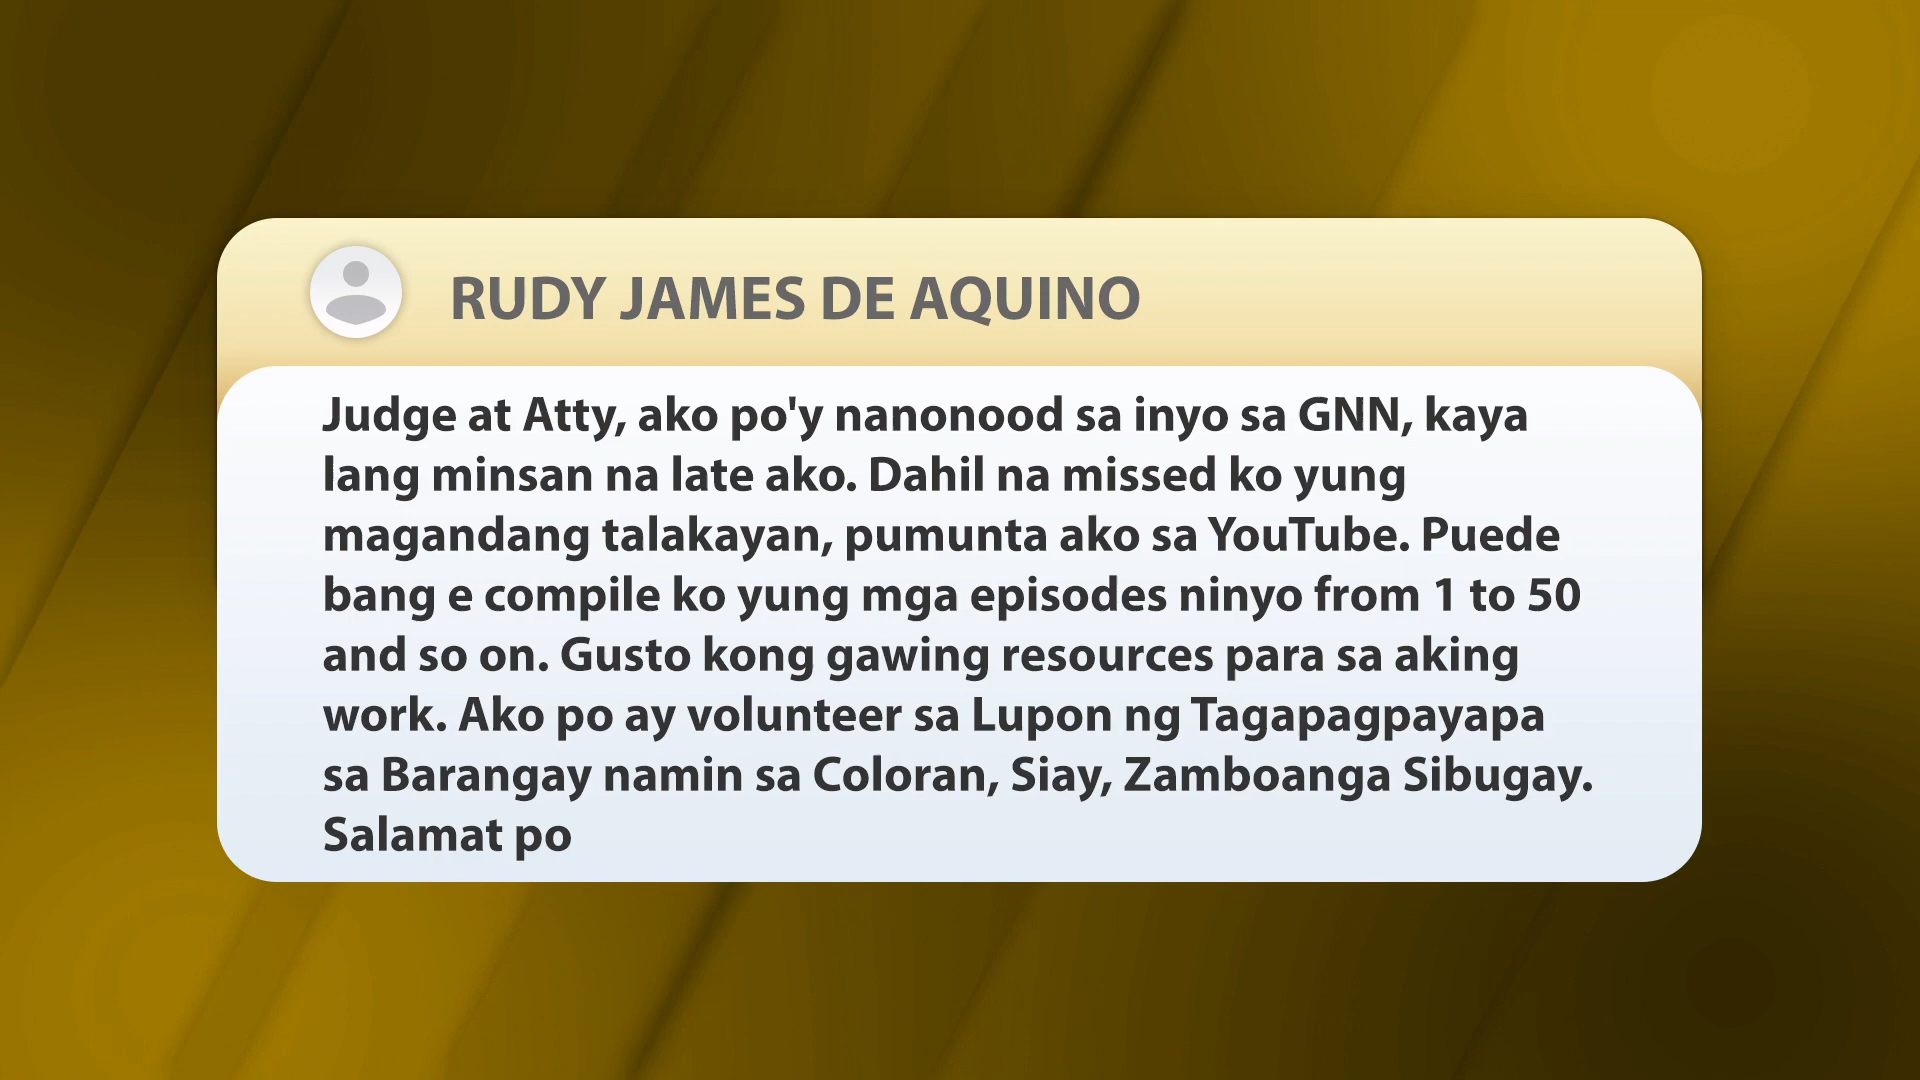 RUDY JAMES DE AQUINO
Judge at Atty, ako po'y nanonood sa inyo sa GNN, kaya
lang minsan na late ako. Dahil na missed ko yung
magandang talakayan, pumunta ako sa YouTube. Puede
bang e compile ko yung mga episodes ninyo from 1 to 50
and so on. Gusto kong gawing resources para sa aking
work. Ako po ay volunteer sa Lupon ng Tagapagpayapa
sa Barangay namin sa Coloran, Siay, Zamboanga Sibugay.
Salamat po